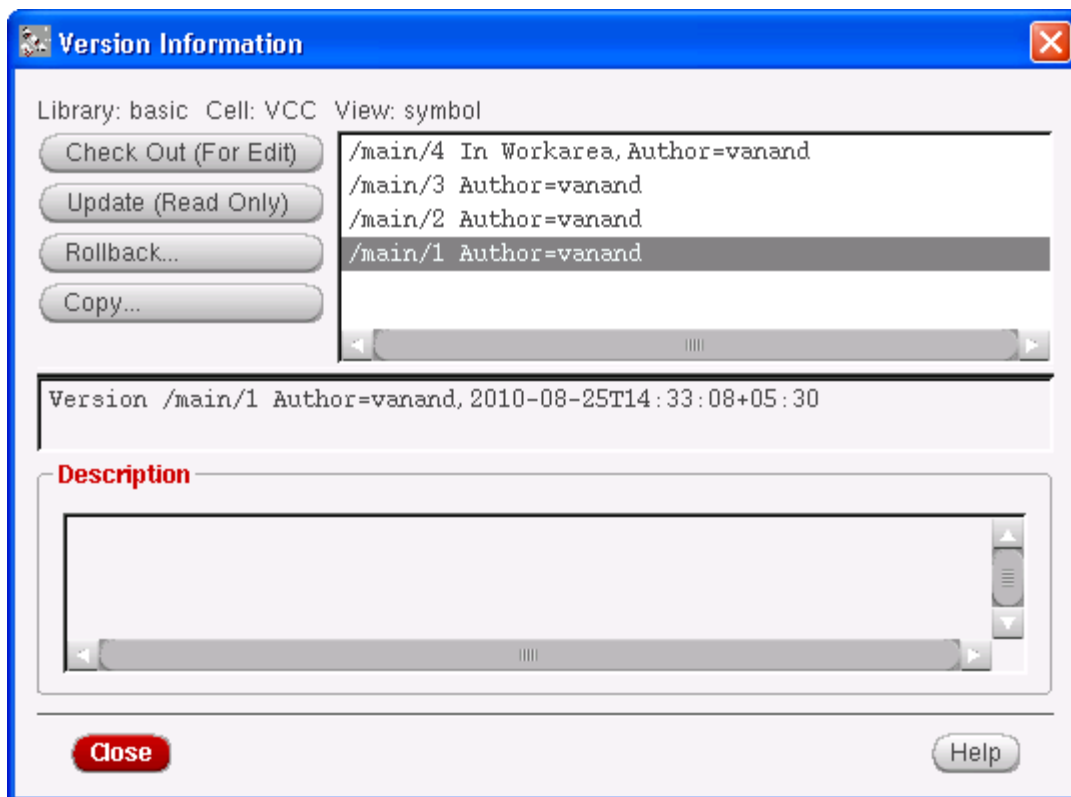 Version Information
Library: basic Cell: VCC View: symbol
Check Out (For Edit)
Update (Read Only)
Rollback...
Copy...
/main/4 In Workarea, Author=vanand
/main/3 Author=vanand
/main/2 Author=vanand
/main/1 Author=vanand
Version /main/1 Author=vanand, 2010-08-25T14:33:08+05:30
Description
Close
Help